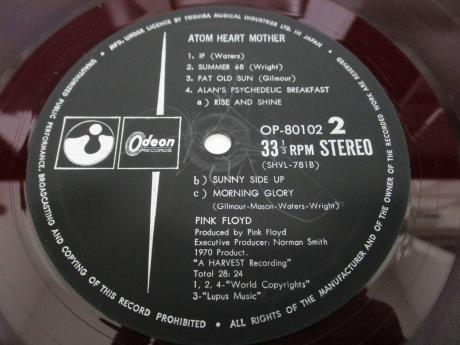 MFD. UNDER LICENCE BY TOSHIBA MUSICAL INDUSTRIES LTD. IN JAPAN
ATOM HEART MOTHER
1. IF (Waters)
2. SUMMER 68 (Wright)
3. FAT OLD SUN (Gilmour)
4. ALAN'S PSYCHEDELIC BREAKFAST
a) RISE AND SHINE
Odeon
RECORDS
OP-80102 2
33 1/3 RPM STEREO
(SHVL-781B)
b) SUNNY SIDE UP
c) MORNING GLORY
(Gilmour-Mason-Waters-Wright)
PINK FLOYD
Produced by Pink Floyd
Executive Producer: Norman Smith
1970 Product.
"A HARVEST Recording"
Total 28: 24
1, 2, 4-"World Copyrights"
3-"Lupus Music"
UNAUTHORIZED PUBLIC PERFORMANCE, BROADCASTING AND COPYING OF THIS RECORD PROHIBITED • ALL RIGHTS OF THE MANUFACTURER AND OF THE OWNER OF THE RECORDED WORK ARE RESERVED